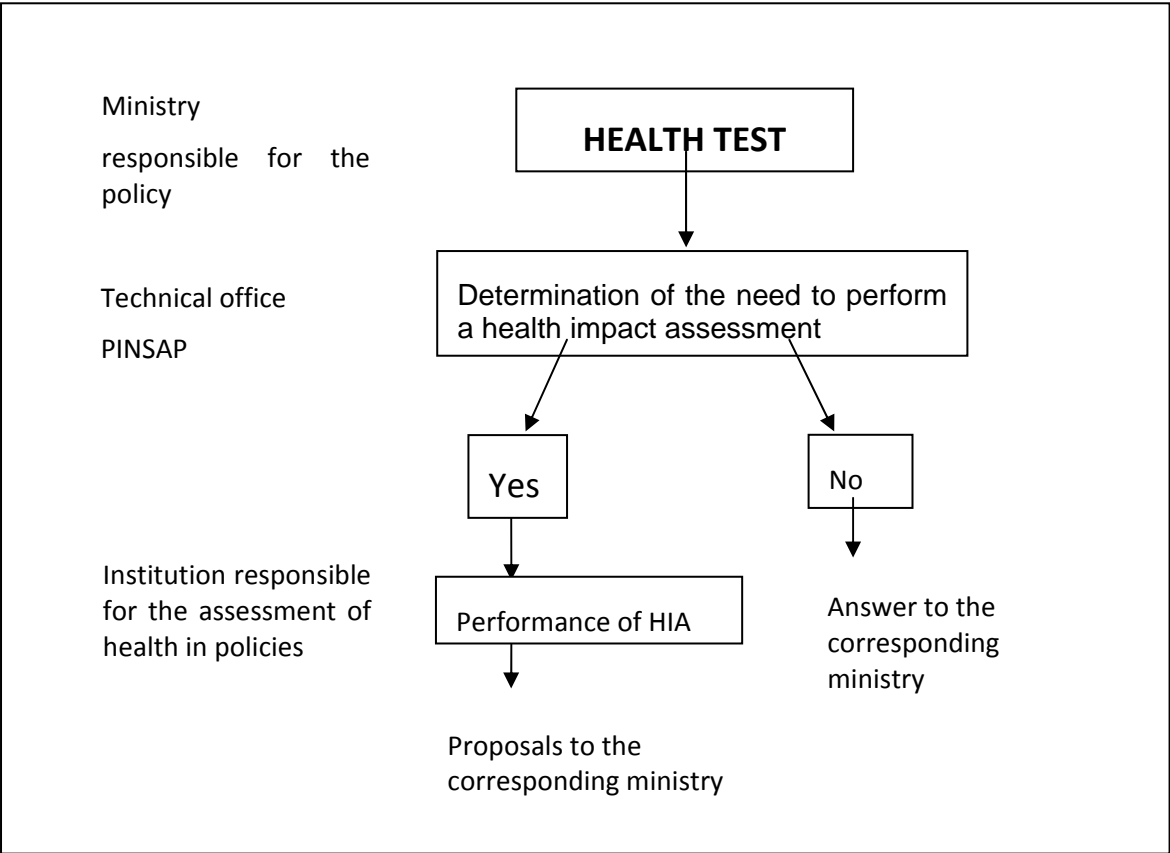 Ministry
responsible for the
policy
HEALTH TEST
Technical office
PINSAP
Determination of the need to perform
a health impact assessment
Yes
No
Institution responsible
for the assessment of
health in policies
Performance of HIA
Answer to the
corresponding
ministry
Proposals to the
corresponding ministry